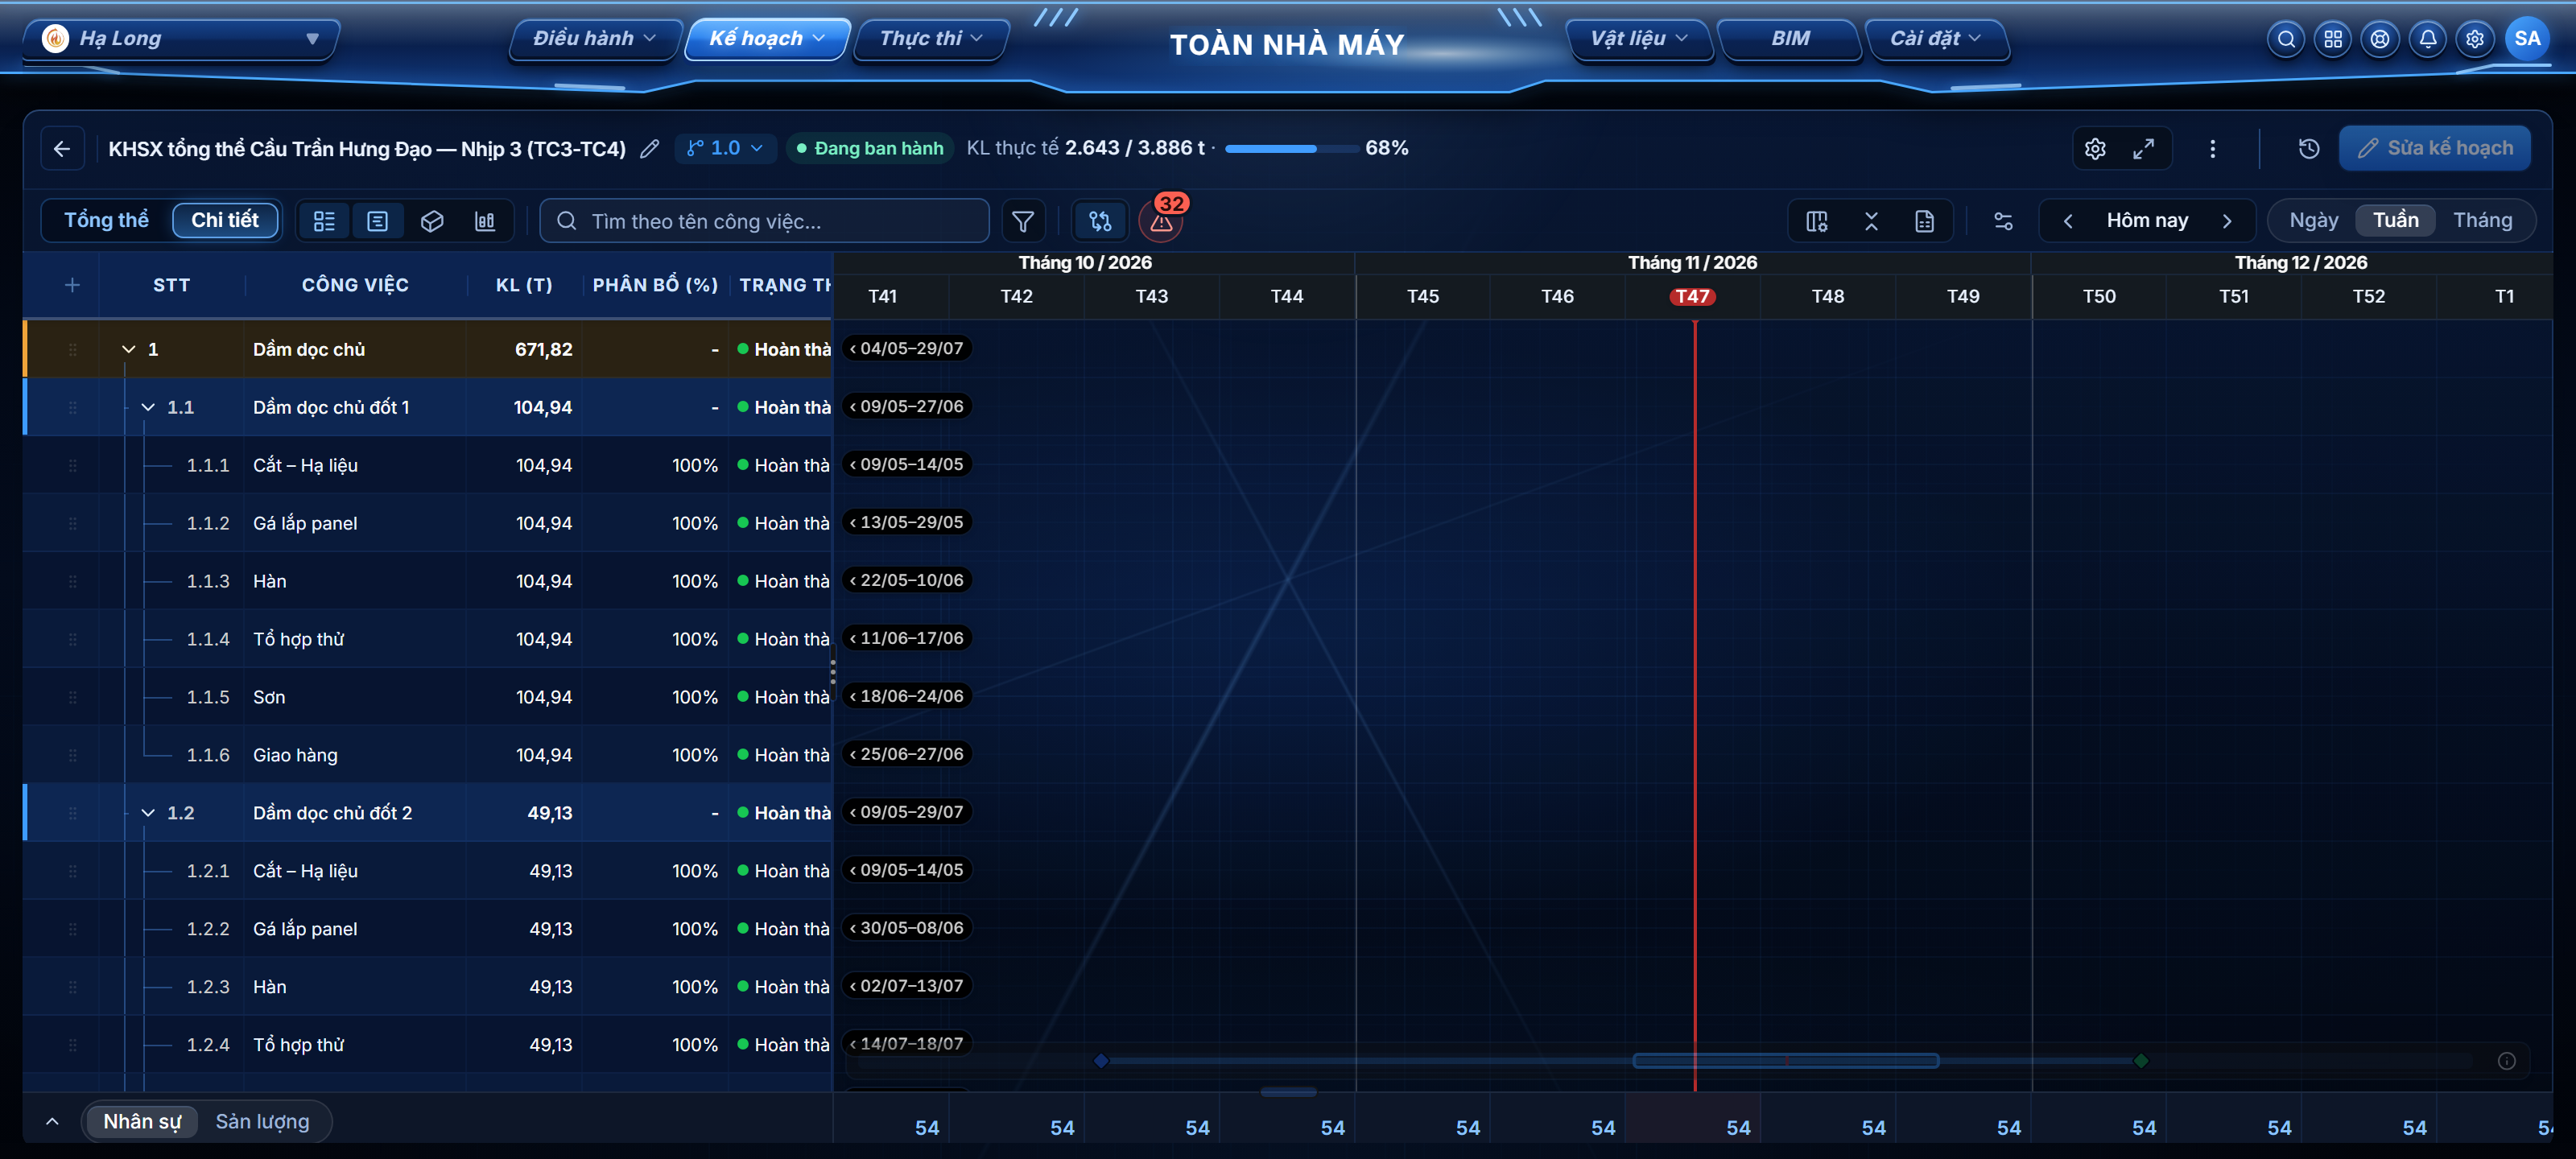 Hạ Long
Điều hành
Kế hoạch
Thực thi
TOÀN NHÀ MÁY
Vật liệu
BIM
Cài đặt
SA
KHSX tổng thể Cầu Trần Hưng Đạo — Nhịp 3 (TC3-TC4)
1.0
Đang ban hành
KL thực tế 2.643 / 3.886 t · 68%
Sửa kế hoạch
Tổng thể
Chi tiết
Tìm theo tên công việc...
32
Hôm nay
Ngày
Tuần
Tháng
STT CÔNG VIỆC KL (T) PHÂN BỔ (%) TRẠNG TH
Tháng 10 / 2026 Tháng 11 / 2026 Tháng 12 / 2026
T41 T42 T43 T44 T45 T46 T47 T48 T49 T50 T51 T52 T1
1 Dầm dọc chủ 671,82 - Hoàn thà ‹ 04/05–29/07
1.1 Dầm dọc chủ đốt 1 104,94 - Hoàn thà ‹ 09/05–27/06
1.1.1 Cắt – Hạ liệu 104,94 100% Hoàn thà ‹ 09/05–14/05
1.1.2 Gá lắp panel 104,94 100% Hoàn thà ‹ 13/05–29/05
1.1.3 Hàn 104,94 100% Hoàn thà ‹ 22/05–10/06
1.1.4 Tổ hợp thử 104,94 100% Hoàn thà ‹ 11/06–17/06
1.1.5 Sơn 104,94 100% Hoàn thà ‹ 18/06–24/06
1.1.6 Giao hàng 104,94 100% Hoàn thà ‹ 25/06–27/06
1.2 Dầm dọc chủ đốt 2 49,13 - Hoàn thà ‹ 09/05–29/07
1.2.1 Cắt – Hạ liệu 49,13 100% Hoàn thà ‹ 09/05–14/05
1.2.2 Gá lắp panel 49,13 100% Hoàn thà ‹ 30/05–08/06
1.2.3 Hàn 49,13 100% Hoàn thà ‹ 02/07–13/07
1.2.4 Tổ hợp thử 49,13 100% Hoàn thà ‹ 14/07–18/07
Nhân sự
Sản lượng
54 54 54 54 54 54 54 54 54 54 54 54